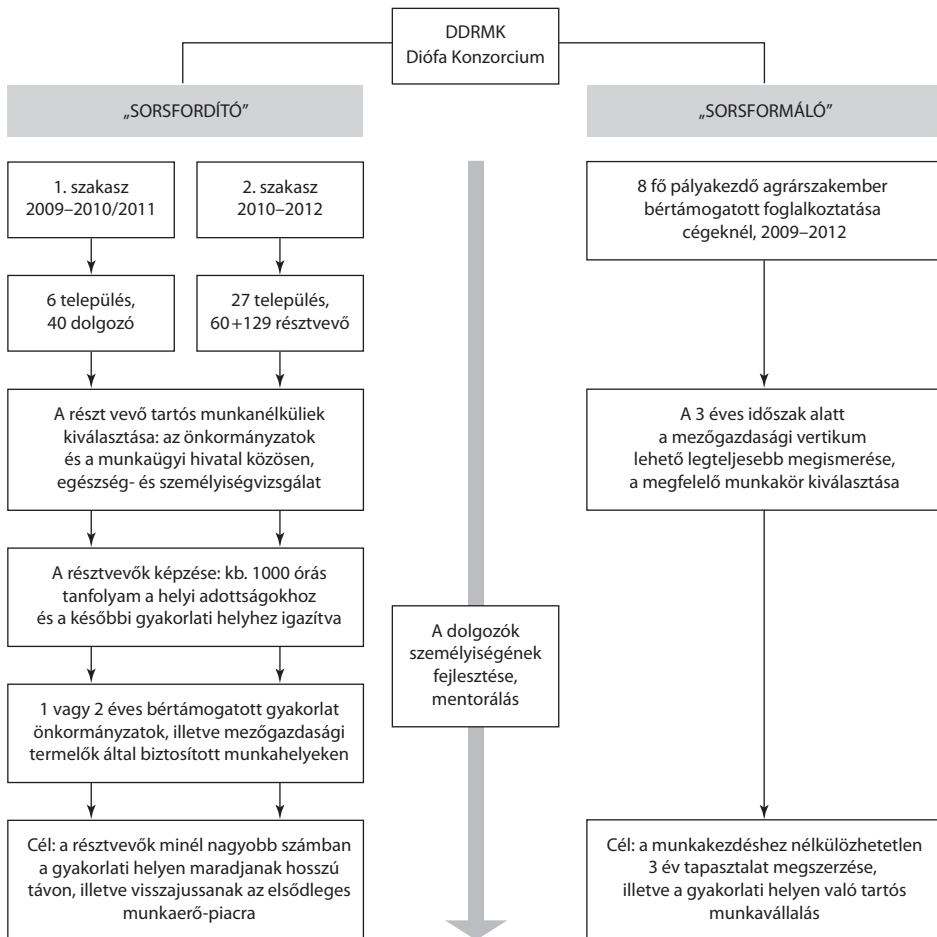 DDRMK
Diófa Konzorcium
„SORSFORDÍTÓ”
1. szakasz
2009–2010/2011
2. szakasz
2010–2012
6 település,
40 dolgozó
27 település,
60+129 résztvevő
A részt vevő tartós munkanélküliek
kiválasztása: az önkormányzatok
és a munkaügyi hivatal közösen,
egészség- és személyiségvizsgálat
A résztvevők képzése: kb. 1000 órás
tanfolyam a helyi adottságokhoz
és a későbbi gyakorlati helyhez igazítva
1 vagy 2 éves bértámogatott gyakorlat
önkormányzatok, illetve mezőgazdasági
termelők által biztosított munkahelyeken
Cél: a résztvevők minél nagyobb számban
a gyakorlati helyen maradjanak hosszú
távon, illetve visszajussanak az elsődleges
munkaerő-piacra
A dolgozók
személyiségének
fejlesztése,
mentorálás
„SORSFORMÁLÓ”
8 fő pályakezdő agrárszakember
bértámogatott foglalkoztatása
cégeknél, 2009–2012
A 3 éves időszak alatt
a mezőgazdasági vertikum
lehető legteljesebb megismerése,
a megfelelő munkakör kiválasztása
Cél: a munkakezdéshez nélkülözhetetlen
3 év tapasztalat megszerzése,
illetve a gyakorlati helyen való tartós
munkavállalás